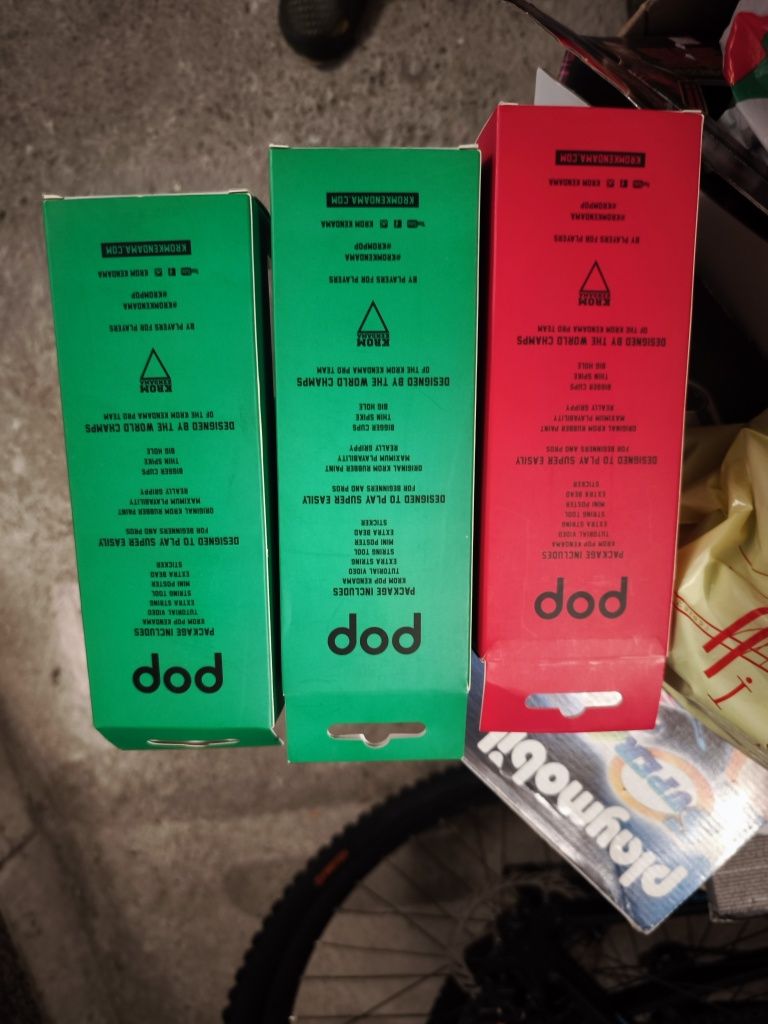 POP
PACKAGE INCLUDES
KROM POP KENDAMA
TUTORIAL VIDEO
EXTRA STRING
STRING TOOL
MINI POSTER
EXTRA BEAD
STICKER
DESIGNED TO PLAY SUPER EASILY
FOR BEGINNERS AND PROS
ORIGINAL KROM RUBBER PAINT
MAXIMUM PLAYABILITY
REALLY GRIPPY
BIGGER CUPS
THIN SPIKE
BIG HOLE
DESIGNED BY THE WORLD CHAMPS
OF THE KROM KENDAMA PRO TEAM
KROM
KENDAMA
BY PLAYERS FOR PLAYERS
#KROMKENDAMA
#KROMPOP
KROM KENDAMA
KROMKENDAMA.COM
POP
PACKAGE INCLUDES
KROM POP KENDAMA
TUTORIAL VIDEO
EXTRA STRING
STRING TOOL
MINI POSTER
EXTRA BEAD
STICKER
DESIGNED TO PLAY SUPER EASILY
FOR BEGINNERS AND PROS
ORIGINAL KROM RUBBER PAINT
MAXIMUM PLAYABILITY
REALLY GRIPPY
BIGGER CUPS
THIN SPIKE
BIG HOLE
DESIGNED BY THE WORLD CHAMPS
OF THE KROM KENDAMA PRO TEAM
KROM
KENDAMA
BY PLAYERS FOR PLAYERS
#KROMKENDAMA
#KROMPOP
KROM KENDAMA
KROMKENDAMA.COM
POP
PACKAGE INCLUDES
KROM POP KENDAMA
TUTORIAL VIDEO
EXTRA STRING
STRING TOOL
MINI POSTER
EXTRA BEAD
STICKER
DESIGNED TO PLAY SUPER EASILY
FOR BEGINNERS AND PROS
ORIGINAL KROM RUBBER PAINT
MAXIMUM PLAYABILITY
REALLY GRIPPY
BIGGER CUPS
THIN SPIKE
BIG HOLE
DESIGNED BY THE WORLD CHAMPS
OF THE KROM KENDAMA PRO TEAM
KROM
KENDAMA
BY PLAYERS FOR PLAYERS
#KROMKENDAMA
#KROMPOP
KROM KENDAMA
KROMKENDAMA.COM
playmobil